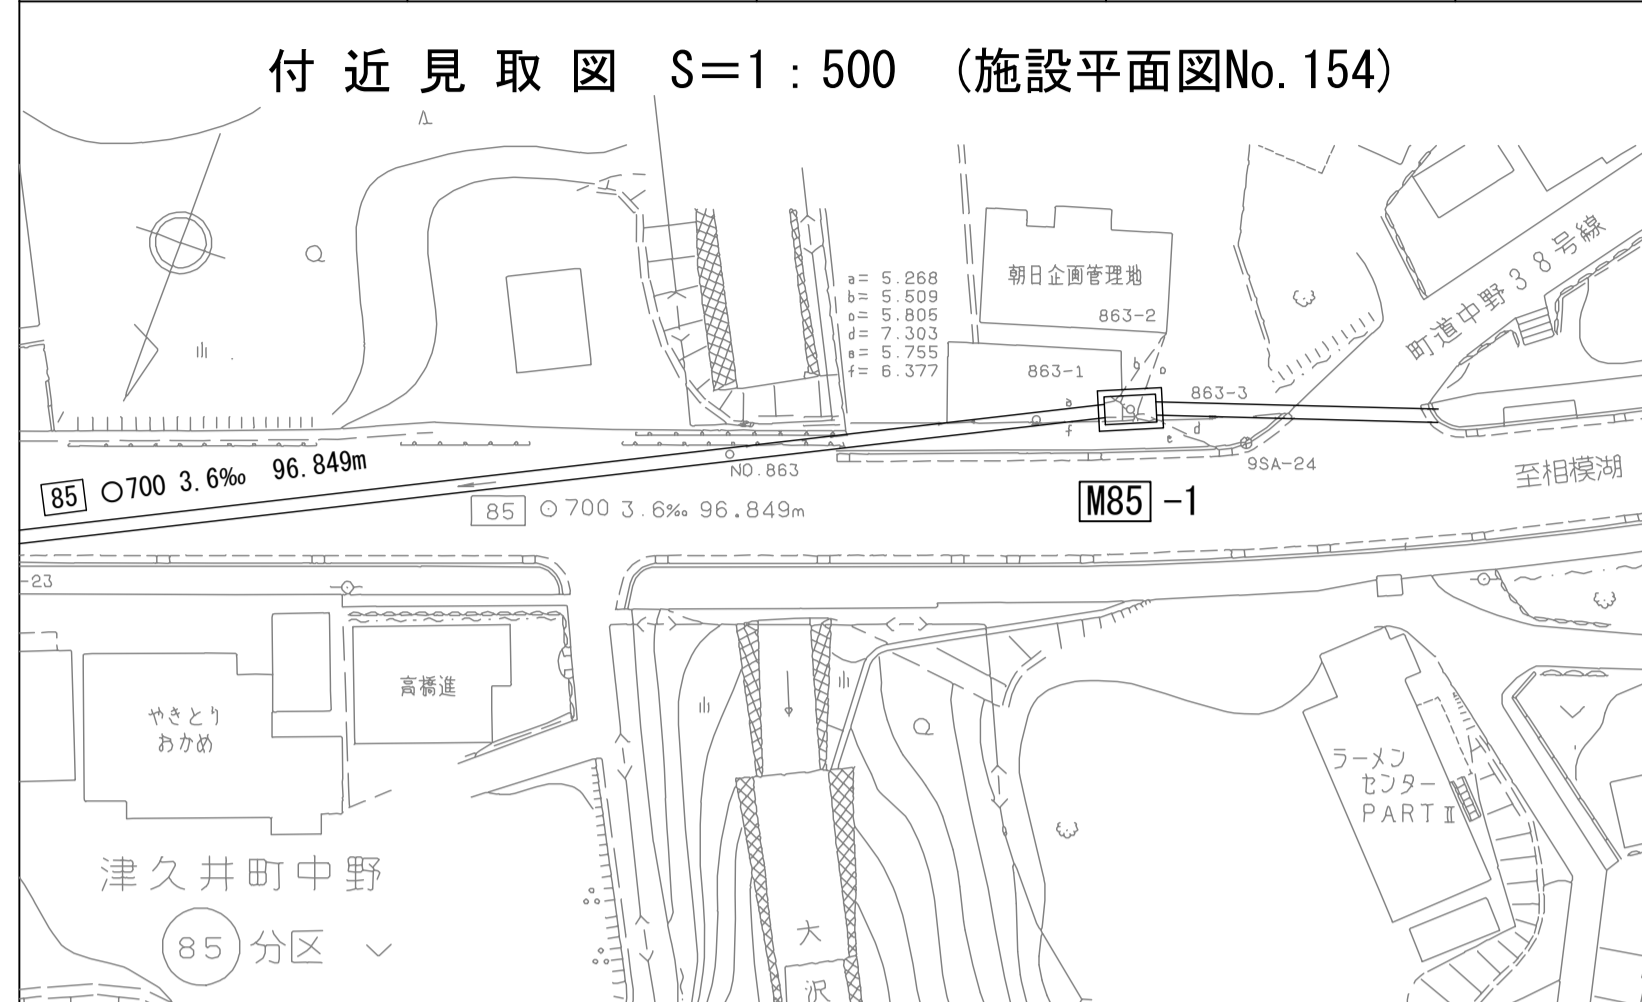 付近見取図 S=1:500 (施設平面図No.154)
町道中野38号線
朝日企画管理地
863-2
a= 5.268
b= 5.509
c= 5.805
d= 7.303
e= 5.755
f= 6.377
863-1
863-3
b c
a
f
e
d
9SA-24
至相模湖
NO.863
85 ○700 3.6‰ 96.849m
85 ○700 3.6‰ 96.849m
M85 -1
-23
高橋進
やきとり
おかめ
ラーメン
センター
PARTⅡ
津久井町中野
85 分区
大
沢